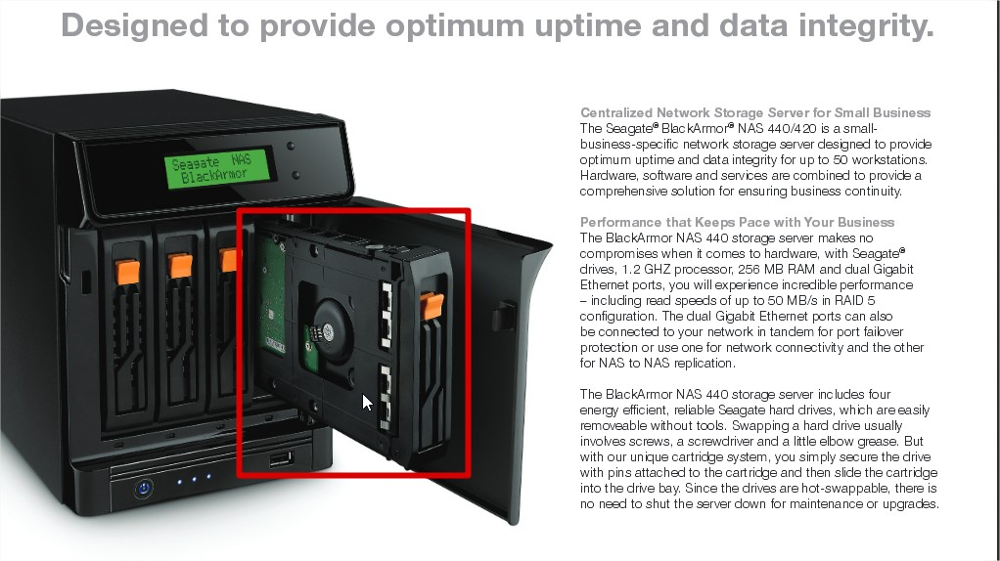 Designed to provide optimum uptime and data integrity.
Seagate NAS
BlackArmor
Centralized Network Storage Server for Small Business
The Seagate® BlackArmor® NAS 440/420 is a small-
business-specific network storage server designed to provide
optimum uptime and data integrity for up to 50 workstations.
Hardware, software and services are combined to provide a
comprehensive solution for ensuring business continuity.
Performance that Keeps Pace with Your Business
The BlackArmor NAS 440 storage server makes no
compromises when it comes to hardware, with Seagate®
drives, 1.2 GHZ processor, 256 MB RAM and dual Gigabit
Ethernet ports, you will experience incredible performance
– including read speeds of up to 50 MB/s in RAID 5
configuration. The dual Gigabit Ethernet ports can also
be connected to your network in tandem for port failover
protection or use one for network connectivity and the other
for NAS to NAS replication.
The BlackArmor NAS 440 storage server includes four
energy efficient, reliable Seagate hard drives, which are easily
removeable without tools. Swapping a hard drive usually
involves screws, a screwdriver and a little elbow grease. But
with our unique cartridge system, you simply secure the drive
with pins attached to the cartridge and then slide the cartridge
into the drive bay. Since the drives are hot-swappable, there is
no need to shut the server down for maintenance or upgrades.